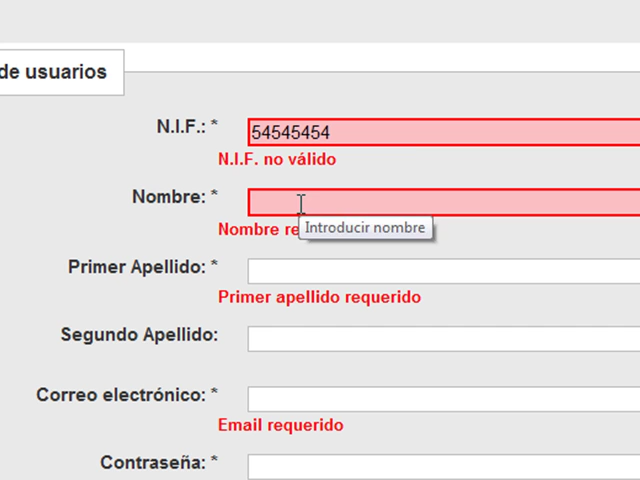 de usuarios
N.I.F.: * 54545454
N.I.F. no válido
Nombre: *
Nombre
Introducir nombre
Primer Apellido: *
Primer apellido requerido
Segundo Apellido:
Correo electrónico: *
Email requerido
Contraseña: *